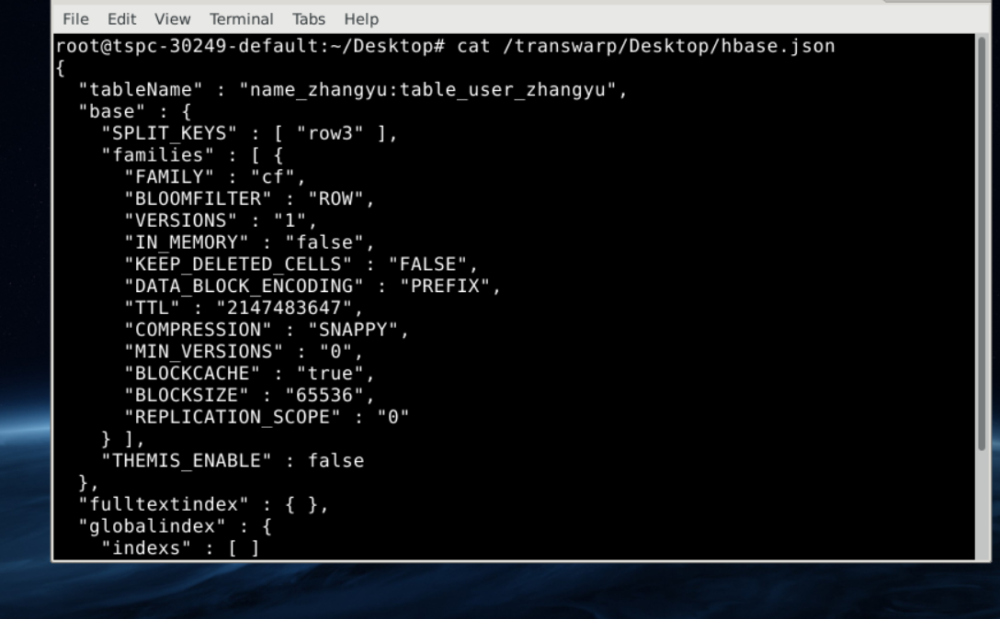 File Edit View Terminal Tabs Help
root@tspc-30249-default:~/Desktop# cat /transwarp/Desktop/hbase.json
{
  "tableName" : "name_zhangyu:table_user_zhangyu",
  "base" : {
    "SPLIT_KEYS" : [ "row3" ],
    "families" : [ {
      "FAMILY" : "cf",
      "BLOOMFILTER" : "ROW",
      "VERSIONS" : "1",
      "IN_MEMORY" : "false",
      "KEEP_DELETED_CELLS" : "FALSE",
      "DATA_BLOCK_ENCODING" : "PREFIX",
      "TTL" : "2147483647",
      "COMPRESSION" : "SNAPPY",
      "MIN_VERSIONS" : "0",
      "BLOCKCACHE" : "true",
      "BLOCKSIZE" : "65536",
      "REPLICATION_SCOPE" : "0"
    } ],
    "THEMIS_ENABLE" : false
  },
  "fulltextindex" : { },
  "globalindex" : {
    "indexs" : [ ]